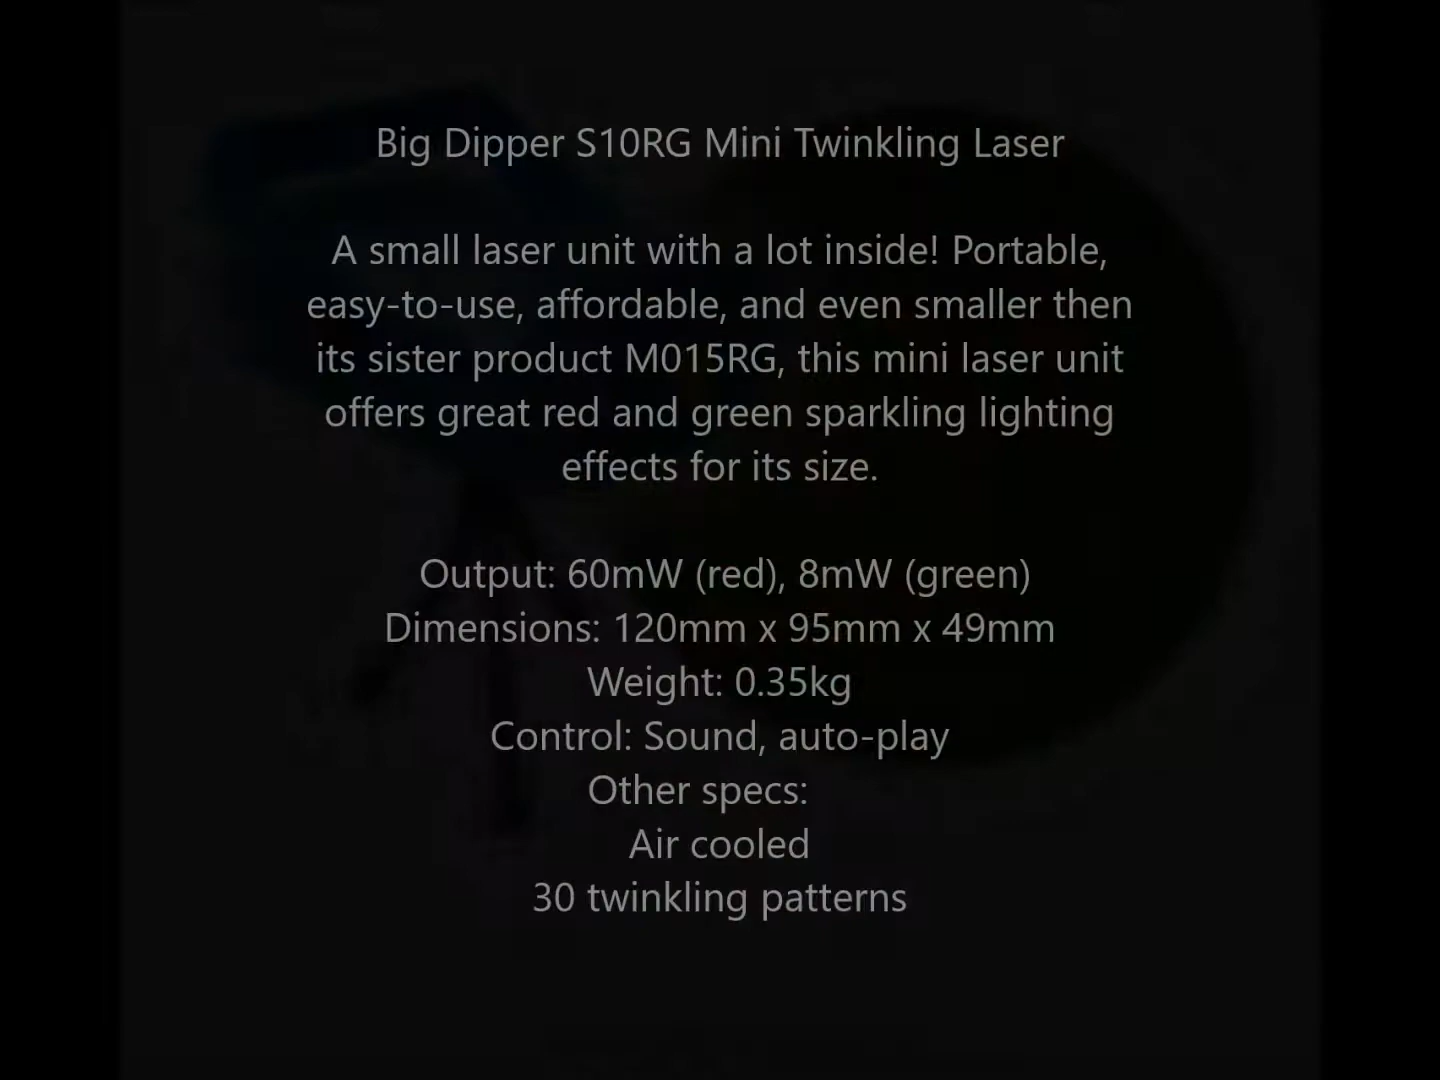 Big Dipper S10RG Mini Twinkling Laser
A small laser unit with a lot inside! Portable,
easy-to-use, affordable, and even smaller then
its sister product M015RG, this mini laser unit
offers great red and green sparkling lighting
effects for its size.
Output: 60mW (red), 8mW (green)
Dimensions: 120mm x 95mm x 49mm
Weight: 0.35kg
Control: Sound, auto-play
Other specs:
Air cooled
30 twinkling patterns